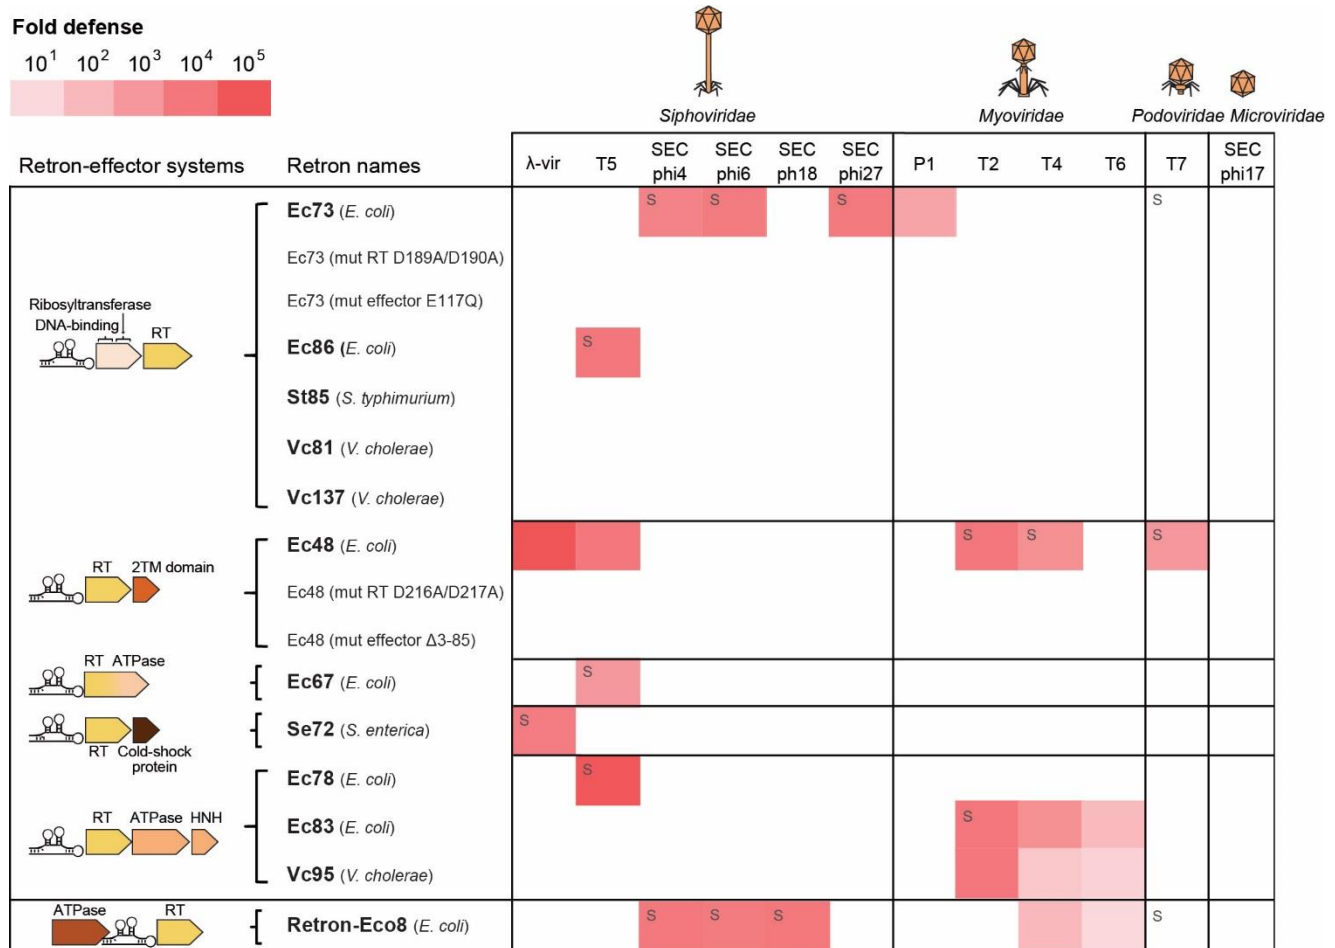 Fold defense
10¹ 10² 10³ 10⁴ 10⁵
Siphoviridae Myoviridae Podoviridae Microviridae
Retron-effector systems Retron names λ-vir T5 SEC phi4 SEC phi6 SEC ph18 SEC phi27 P1 T2 T4 T6 T7 SEC phi17
Ribosyltransferase
DNA-binding RT
Ec73 (E. coli) S S S S
Ec73 (mut RT D189A/D190A)
Ec73 (mut effector E117Q)
Ec86 (E. coli) S
St85 (S. typhimurium)
Vc81 (V. cholerae)
Vc137 (V. cholerae)
RT 2TM domain
Ec48 (E. coli) S S S
Ec48 (mut RT D216A/D217A)
Ec48 (mut effector Δ3-85)
RT ATPase
Ec67 (E. coli) S
Se72 (S. enterica) S
RT Cold-shock
protein
Ec78 (E. coli) S
RT ATPase HNH
Ec83 (E. coli) S
Vc95 (V. cholerae)
ATPase RT
Retron-Eco8 (E. coli) S S S S